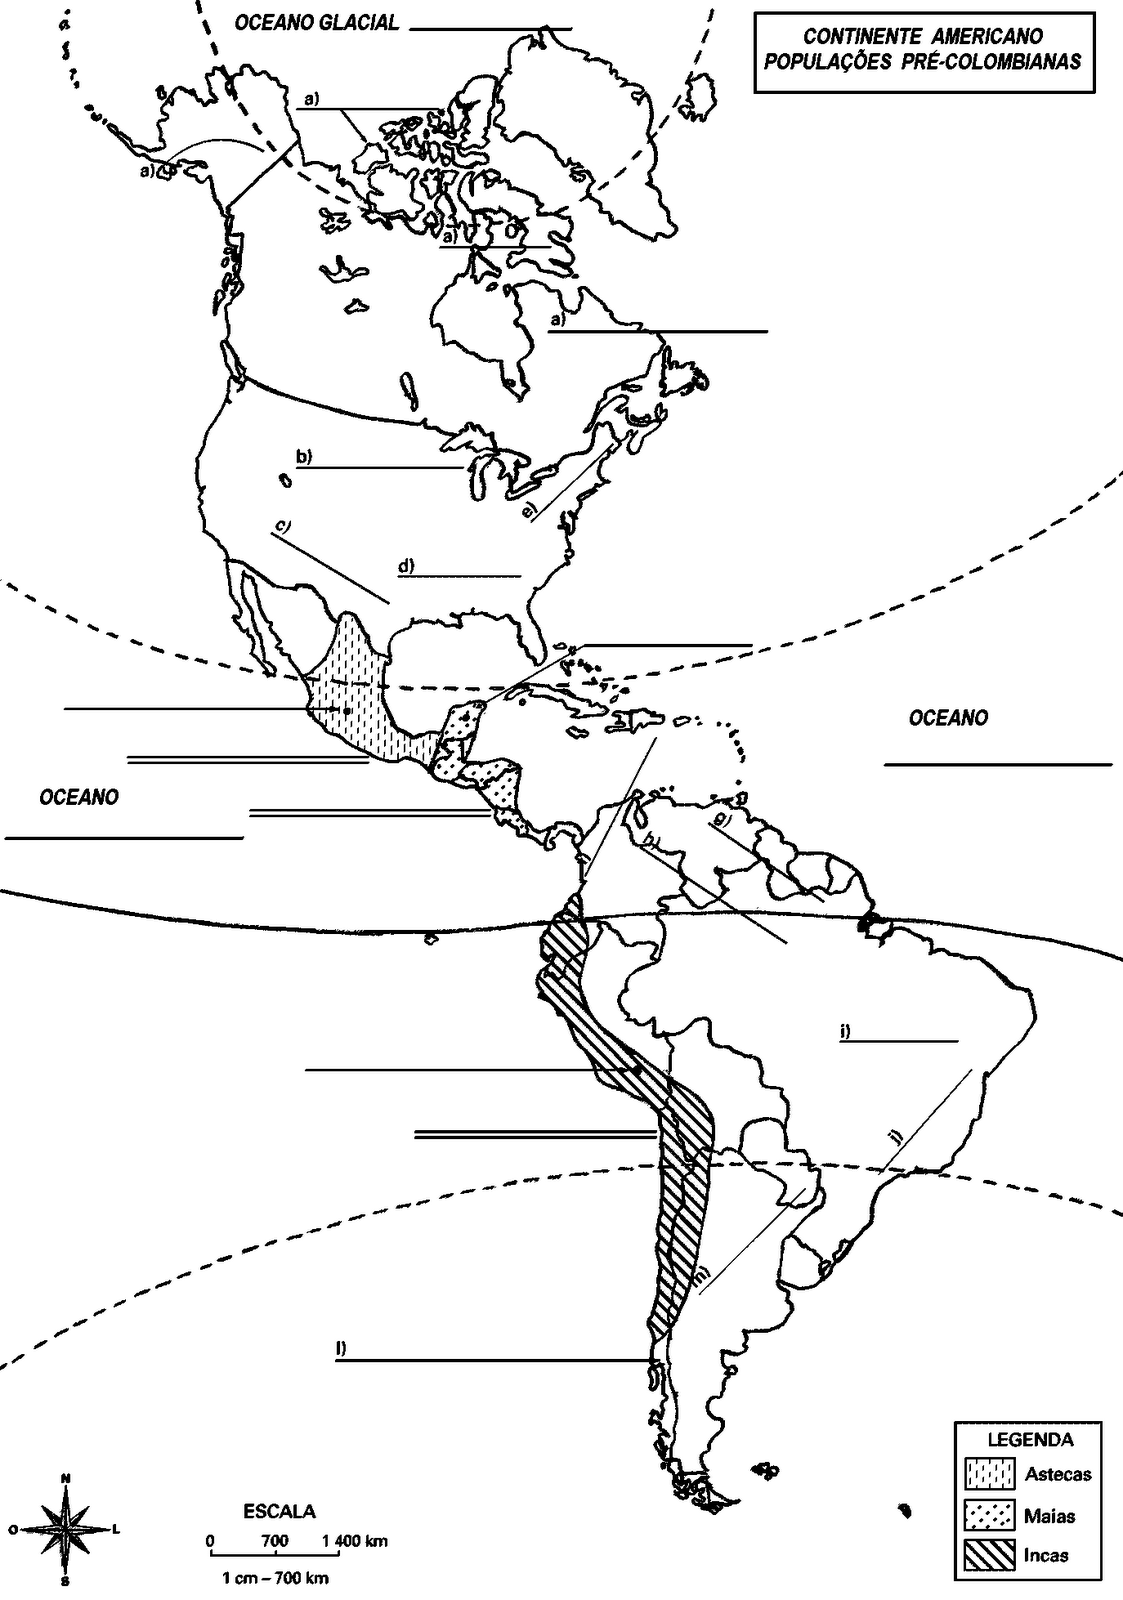 OCEANO GLACIAL
CONTINENTE AMERICANO
POPULAÇÕES PRÉ-COLOMBIANAS
a)
a)
a)
a)
b)
e)
c)
d)
OCEANO
OCEANO
g)
h)
i)
j)
m)
l)
LEGENDA
Astecas
Maias
Incas
N
O
L
S
ESCALA
0 700 1 400 km
1 cm – 700 km